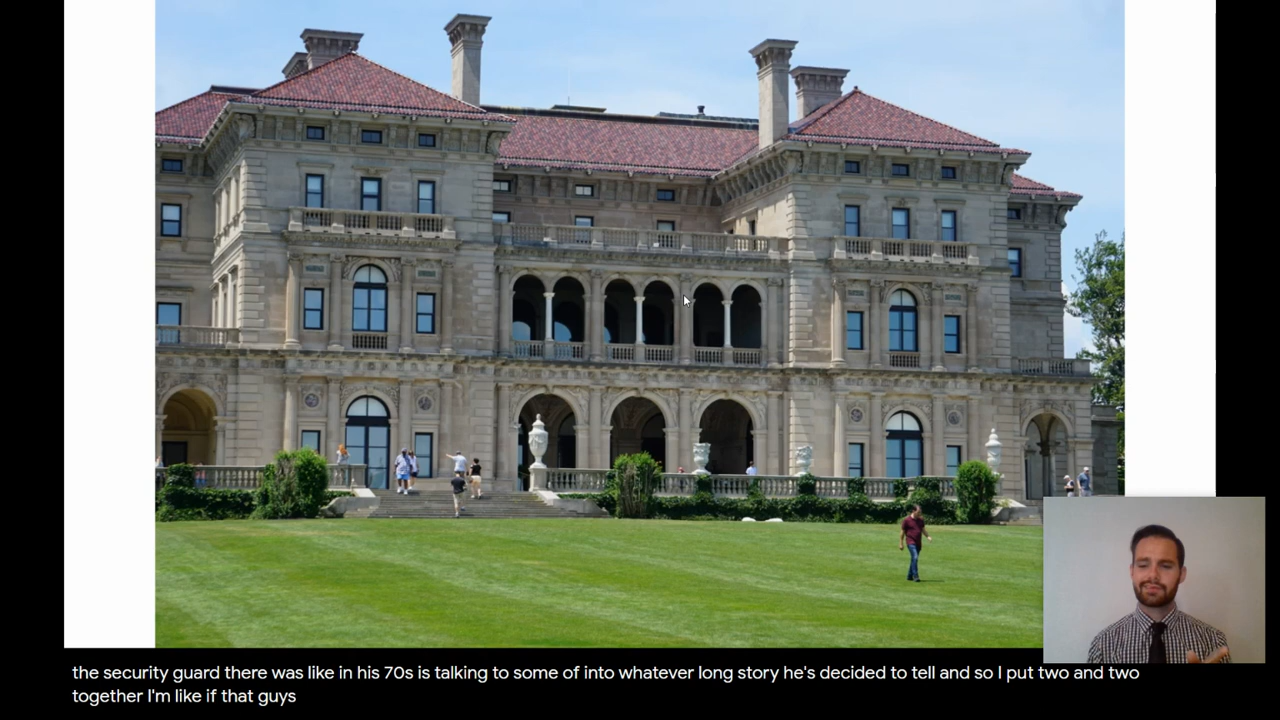 the security guard there was like in his 70s is talking to some of into whatever long story he's decided to tell and so I put two and two
together I'm like if that guys